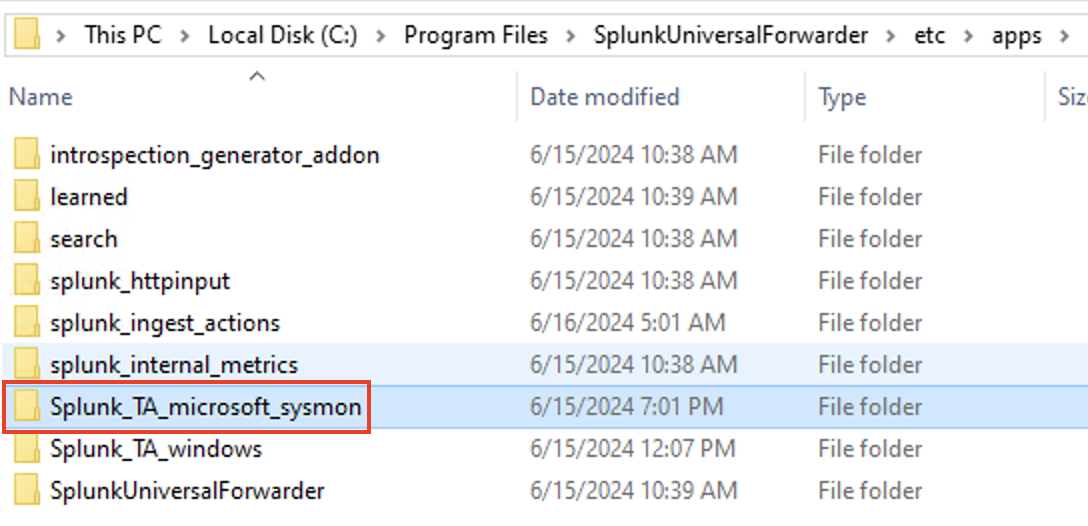 This PC > Local Disk (C:) > Program Files > SplunkUniversalForwarder > etc > apps >
Name Date modified Type Siz
introspection_generator_addon 6/15/2024 10:38 AM File folder
learned 6/15/2024 10:39 AM File folder
search 6/15/2024 10:38 AM File folder
splunk_httpinput 6/15/2024 10:38 AM File folder
splunk_ingest_actions 6/16/2024 5:01 AM File folder
splunk_internal_metrics 6/15/2024 10:38 AM File folder
Splunk_TA_microsoft_sysmon 6/15/2024 7:01 PM File folder
Splunk_TA_windows 6/15/2024 12:07 PM File folder
SplunkUniversalForwarder 6/15/2024 10:39 AM File folder